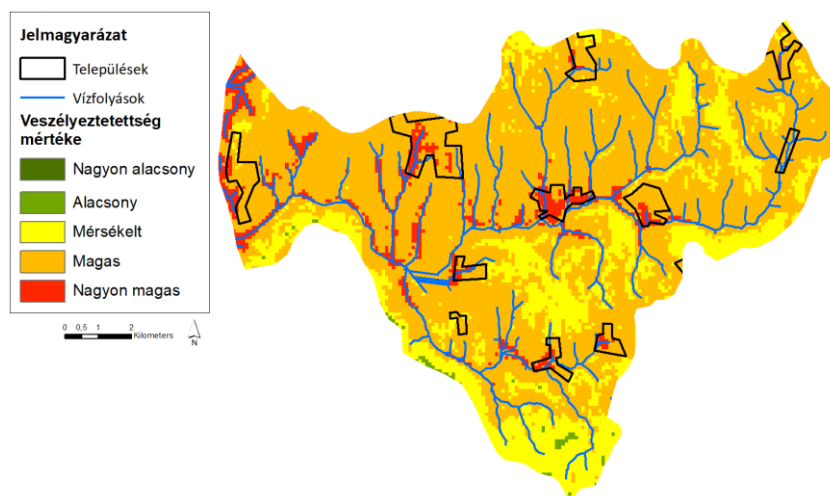 Jelmagyarázat
Települések
Vízfolyások
Veszélyeztetettség
mértéke
Nagyon alacsony
Alacsony
Mérsékelt
Magas
Nagyon magas
0 0,5 1 2
Kilometers
N